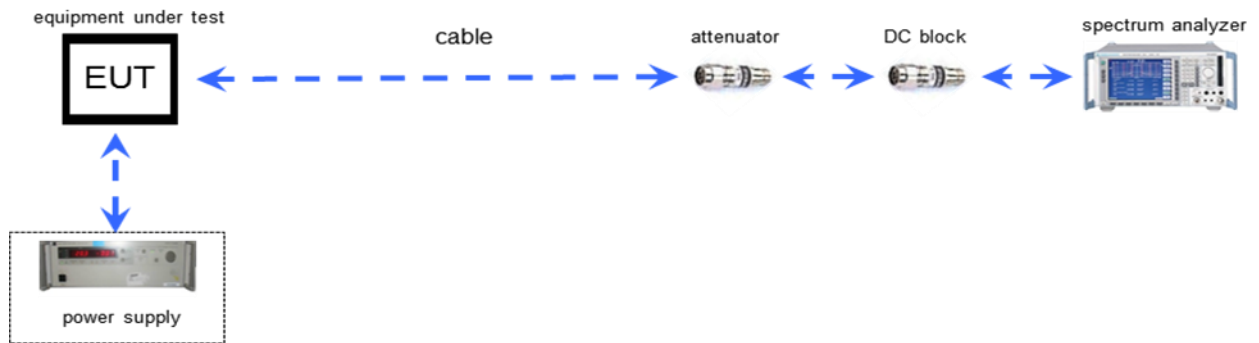 equipment under test
EUT
cable
attenuator
DC block
spectrum analyzer
power supply